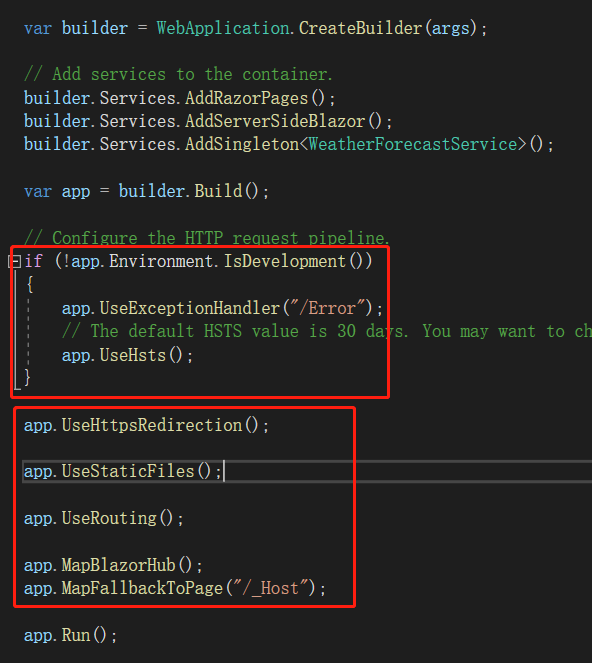 var builder = WebApplication.CreateBuilder(args);
// Add services to the container.
builder.Services.AddRazorPages();
builder.Services.AddServerSideBlazor();
builder.Services.AddSingleton<WeatherForecastService>();
var app = builder.Build();
// Configure the HTTP request pipeline.
if (!app.Environment.IsDevelopment())
{
app.UseExceptionHandler("/Error");
// The default HSTS value is 30 days. You may want to ch
app.UseHsts();
}
app.UseHttpsRedirection();
app.UseStaticFiles();
app.UseRouting();
app.MapBlazorHub();
app.MapFallbackToPage("/_Host");
app.Run();